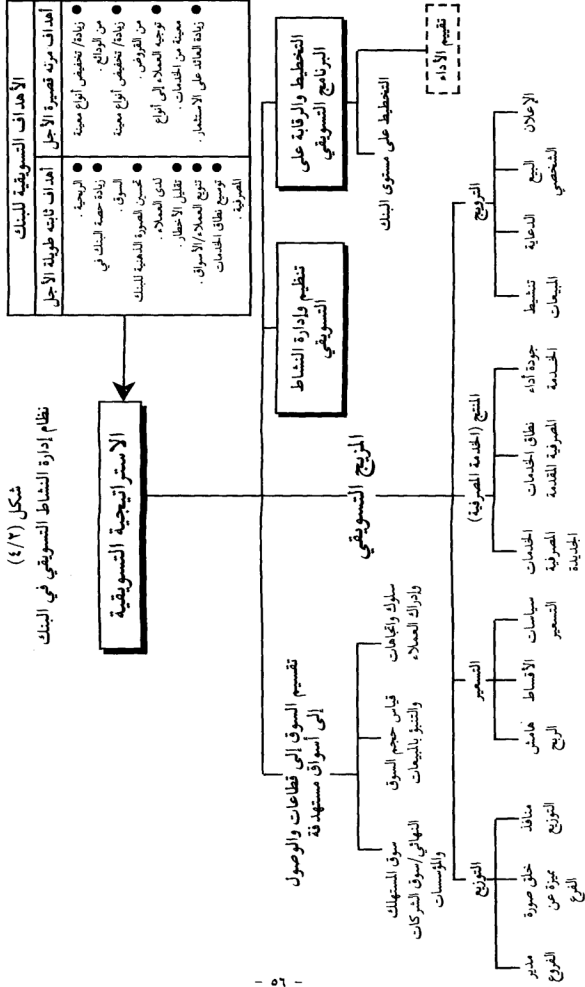 شكل (٤/٢)
نظام إدارة النشاط التسويقي في البنك
الأهداف التسويقية للبنك
أهداف ثابته طويلة الأجل
أهداف مرنه قصيرة الأجل
● الربحية .
● زيادة حصة البنك في
السوق .
● تحسين الصورة الذهنية للبنك
لدى العملاء .
● تقليل الأخطار .
● تنويع العملاء/الأسواق .
● توسيع نطاق الخدمات
المصرفية .
● زيادة/ تخفيض أنواع معينة
من الودائع .
● زيادة/ تخفيض أنواع معينة
من القروض .
● توجيه العملاء إلى أنواع
معينة من الخدمات .
● زيادة العائد على الاستثمار .
الاستراتيجية التسويقية
التخطيط والرقابة على
البرنامج التسويقي
التخطيط على مستوى البنك
تقييم الأداء
تنظيم وإدارة النشاط
التسويقي
المزيج التسويقي
تقسيم السوق إلى قطاعات والوصول
إلى أسواق مستهدفة
سلوك واتجاهات
وإدراك العملاء
قياس حجم السوق
والتنبؤ بالمبيعات
سوق المستهلك
النهائي/سوق الشركات
والمؤسسات
الترويج
الإعلان
البيع
الشخصي
الدعاية
تنشيط
المبيعات
المنتج (الخدمة المصرفية)
جودة أداء
الخدمة
نطاق الخدمات
المصرفية المقدمة
الخدمات
المصرفية
الجديدة
التسعير
سياسات
التسعير
الأقساط
هامش
الربح
التوزيع
منافذ
التوزيع
خلق صورة
مميزة عن
الفرع
مدير
الفروع
- ٥٦ -